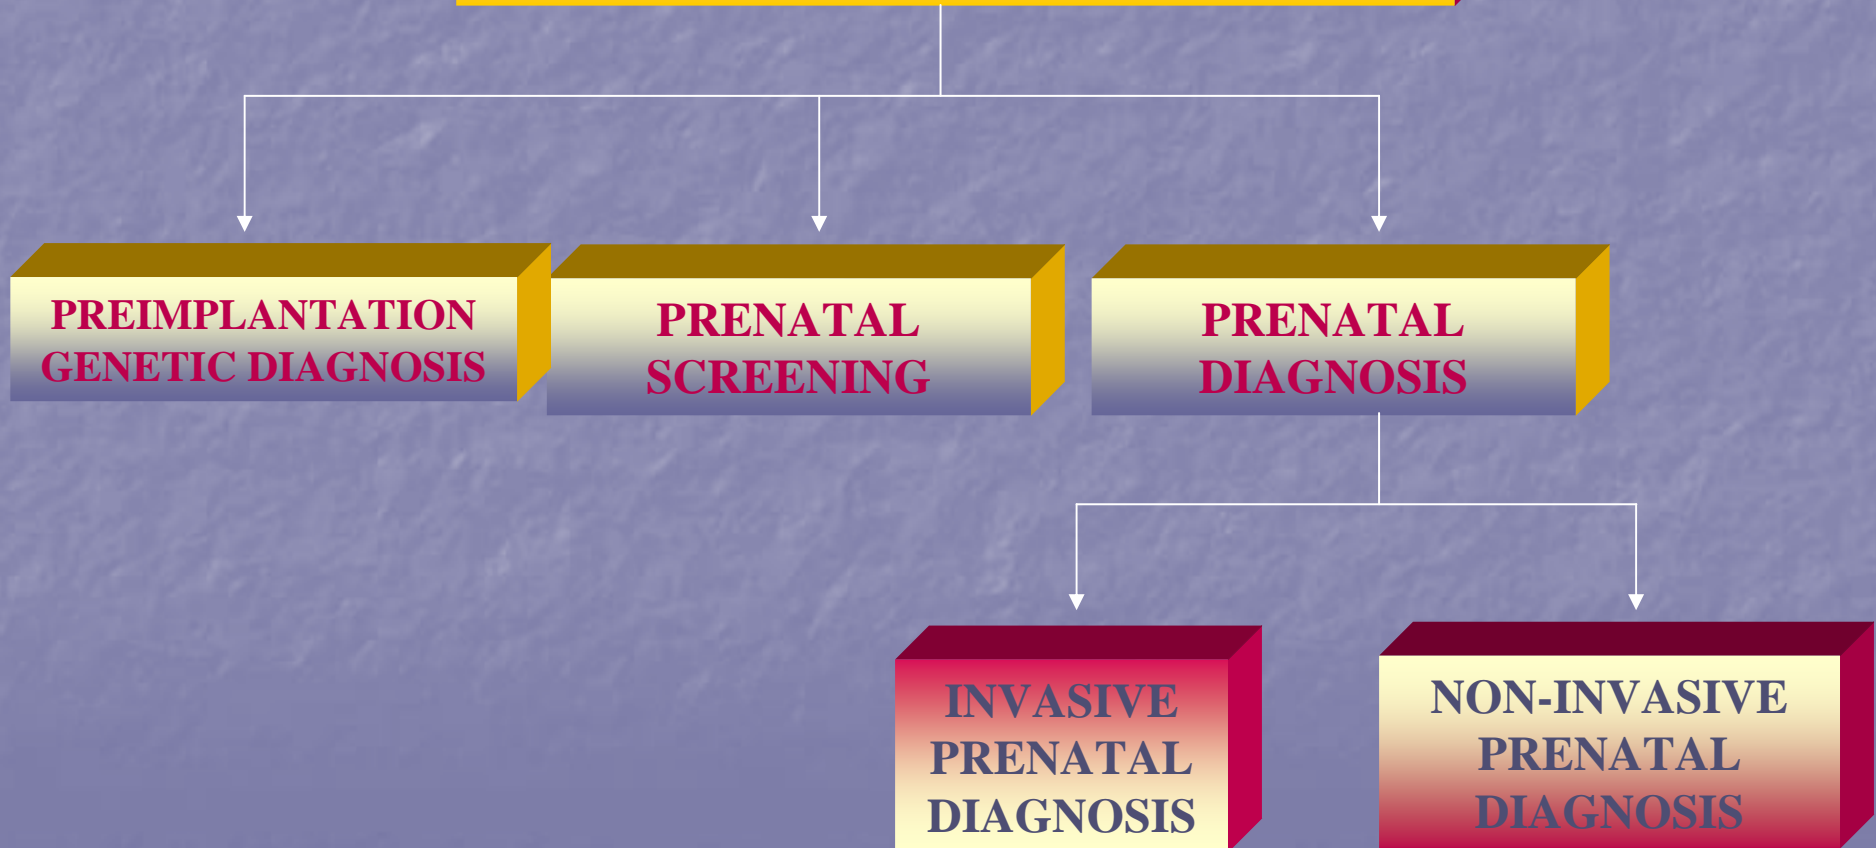 PREIMPLANTATION
GENETIC DIAGNOSIS
PRENATAL
SCREENING
PRENATAL
DIAGNOSIS
INVASIVE
PRENATAL
DIAGNOSIS
NON-INVASIVE
PRENATAL
DIAGNOSIS